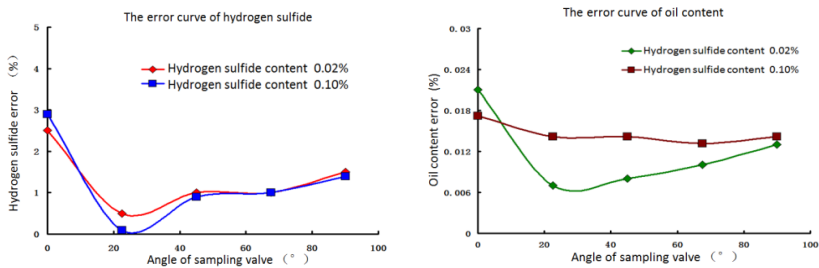 The error curve of hydrogen sulfide
5
4
3
2
1
0
Hydrogen sulfide error （%）
Hydrogen sulfide content 0.02%
Hydrogen sulfide content 0.10%
0 20 40 60 80 100
Angle of sampling valve （°）
The error curve of oil content
0.03
0.024
0.018
0.012
0.006
0
Oil content error (%)
Hydrogen sulfide content 0.02%
Hydrogen sulfide content 0.10%
0 20 40 60 80 100
Angle of sampling valve （°）